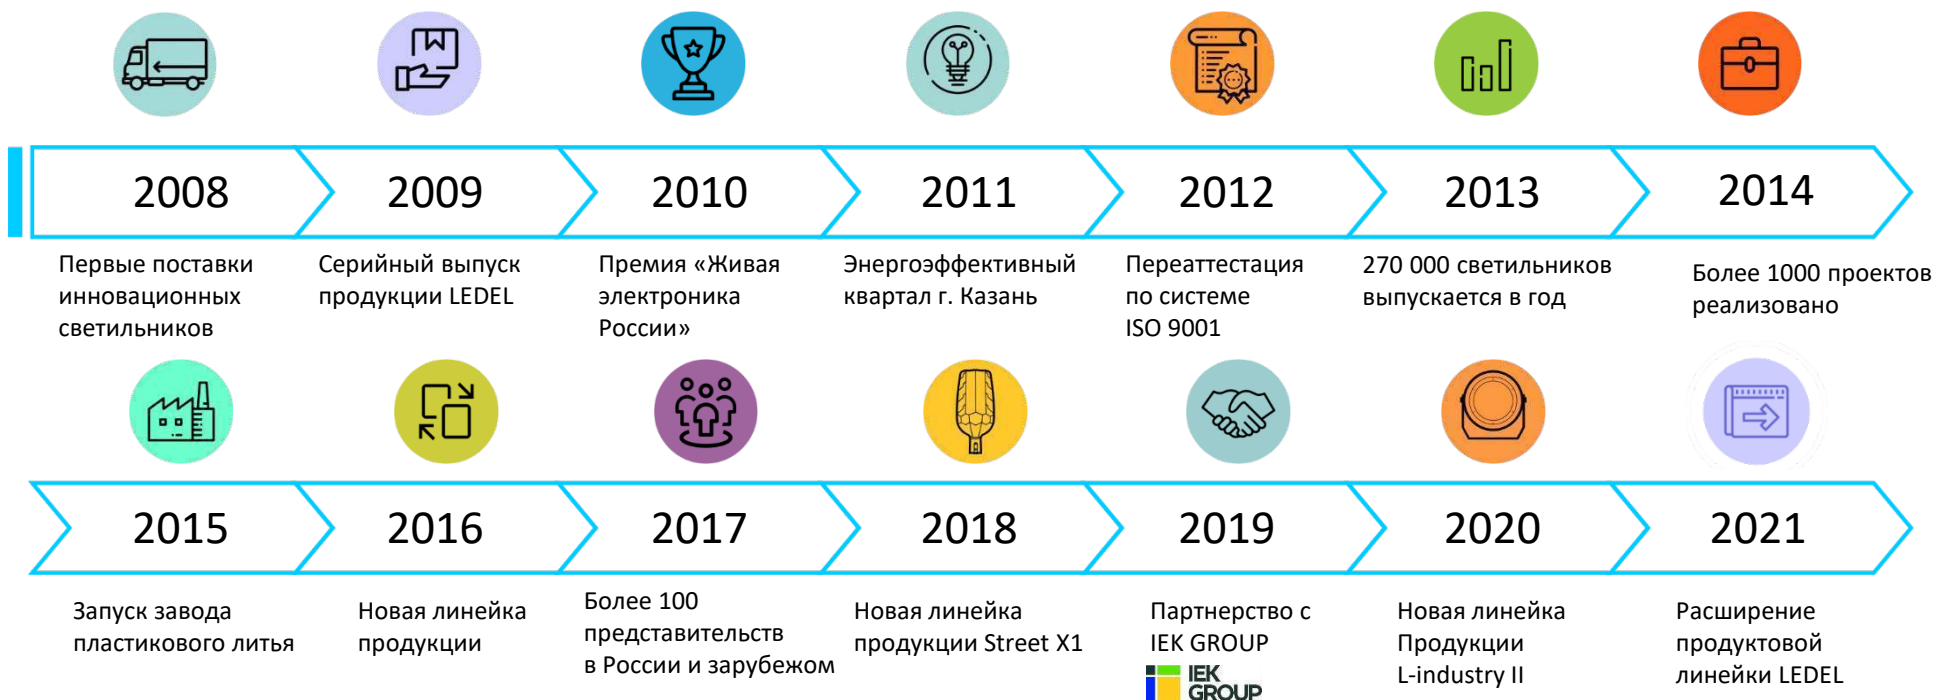 2008
2009
2010
2011
2012
2013
2014
Первые поставки
инновационных
светильников
Серийный выпуск
продукции LEDEL
Премия «Живая
электроника
России»
Энергоэффективный
квартал г. Казань
Переаттестация
по системе
ISO 9001
270 000 светильников
выпускается в год
Более 1000 проектов
реализовано
2015
2016
2017
2018
2019
2020
2021
Запуск завода
пластикового литья
Новая линейка
продукции
Более 100
представительств
в России и зарубежом
Новая линейка
продукции Street X1
Партнерство с
IEK GROUP
IEK
GROUP
Новая линейка
Продукции
L-industry II
Расширение
продуктовой
линейки LEDEL